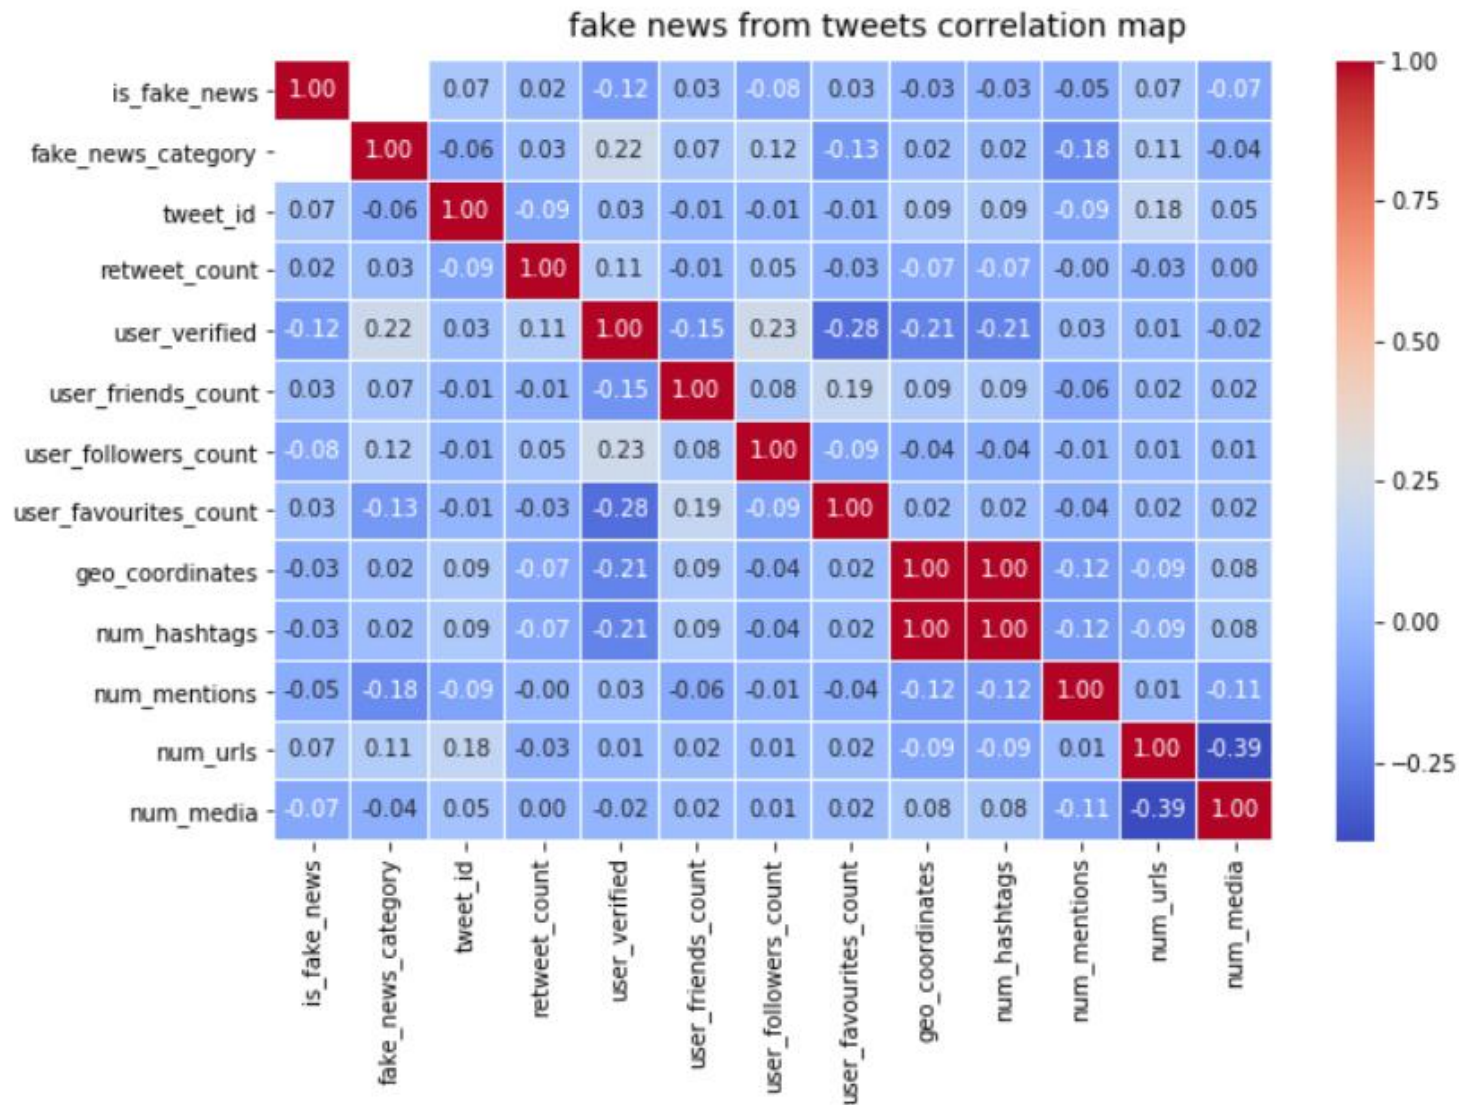 fake news from tweets correlation map
is_fake_news 1.00 0.07 0.02 -0.12 0.03 -0.08 0.03 -0.03 -0.03 -0.05 0.07 -0.07
fake_news_category 1.00 -0.06 0.03 0.22 0.07 0.12 -0.13 0.02 0.02 -0.18 0.11 -0.04
tweet_id 0.07 -0.06 1.00 -0.09 0.03 -0.01 -0.01 -0.01 0.09 0.09 -0.09 0.18 0.05
retweet_count 0.02 0.03 -0.09 1.00 0.11 -0.01 0.05 -0.03 -0.07 -0.07 -0.00 -0.03 0.00
user_verified -0.12 0.22 0.03 0.11 1.00 -0.15 0.23 -0.28 -0.21 -0.21 0.03 0.01 -0.02
user_friends_count 0.03 0.07 -0.01 -0.01 -0.15 1.00 0.08 0.19 0.09 0.09 -0.06 0.02 0.02
user_followers_count -0.08 0.12 -0.01 0.05 0.23 0.08 1.00 -0.09 -0.04 -0.04 -0.01 0.01 0.01
user_favourites_count 0.03 -0.13 -0.01 -0.03 -0.28 0.19 -0.09 1.00 0.02 0.02 -0.04 0.02 0.02
geo_coordinates -0.03 0.02 0.09 -0.07 -0.21 0.09 -0.04 0.02 1.00 1.00 -0.12 -0.09 0.08
num_hashtags -0.03 0.02 0.09 -0.07 -0.21 0.09 -0.04 0.02 1.00 1.00 -0.12 -0.09 0.08
num_mentions -0.05 -0.18 -0.09 -0.00 0.03 -0.06 -0.01 -0.04 -0.12 -0.12 1.00 0.01 -0.11
num_urls 0.07 0.11 0.18 -0.03 0.01 0.02 0.01 0.02 -0.09 -0.09 0.01 1.00 -0.39
num_media -0.07 -0.04 0.05 0.00 -0.02 0.02 0.01 0.02 0.08 0.08 -0.11 -0.39 1.00
is_fake_news
fake_news_category
tweet_id
retweet_count
user_verified
user_friends_count
user_followers_count
user_favourites_count
geo_coordinates
num_hashtags
num_mentions
num_urls
num_media
1.00
0.75
0.50
0.25
0.00
−0.25